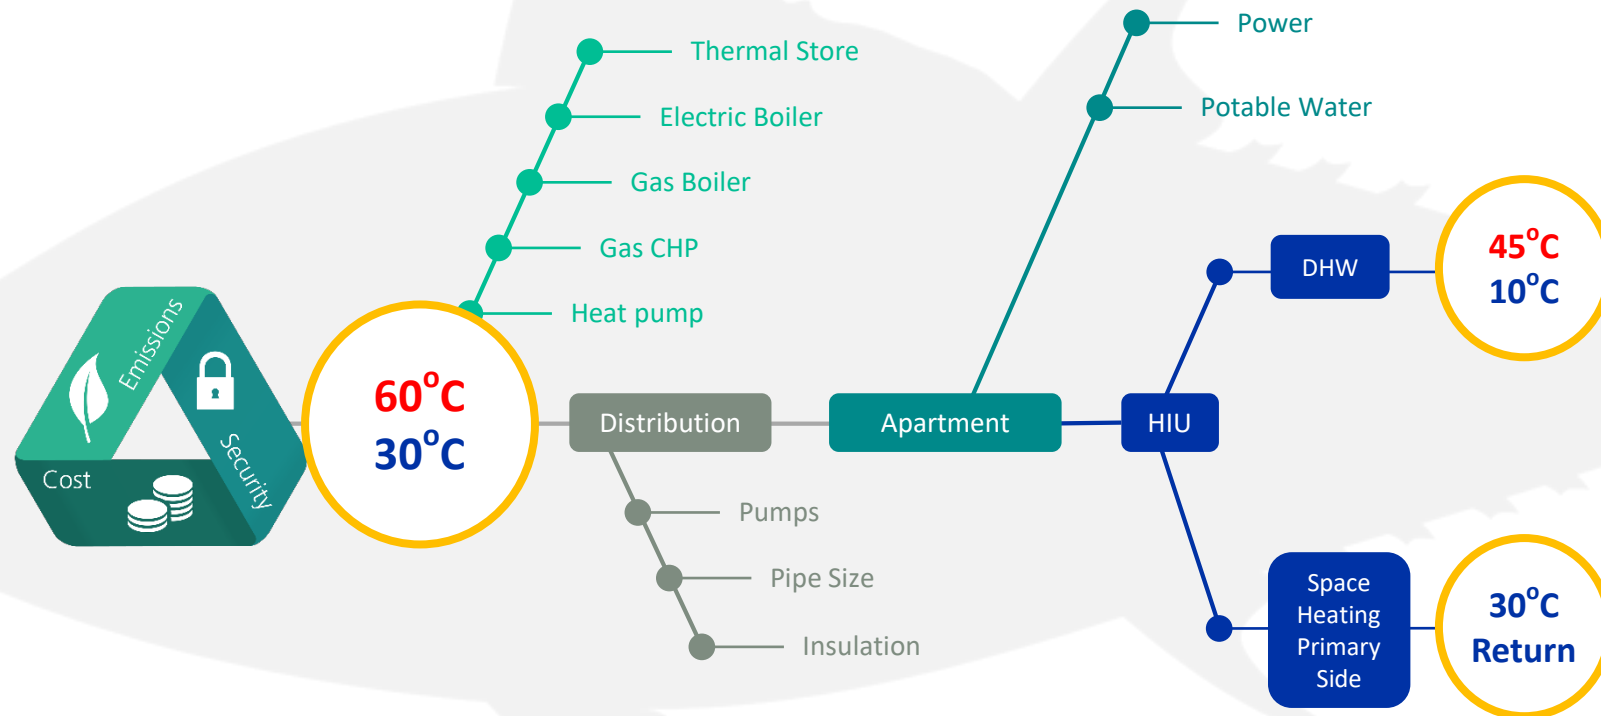 Power
Thermal Store
Potable Water
Electric Boiler
Gas Boiler
Gas CHP
Heat pump
DHW
45°C
10°C
Emissions
Security
Cost
60°C
30°C
Distribution
Apartment
HIU
Pumps
Pipe Size
Insulation
Space
Heating
Primary
Side
30°C
Return